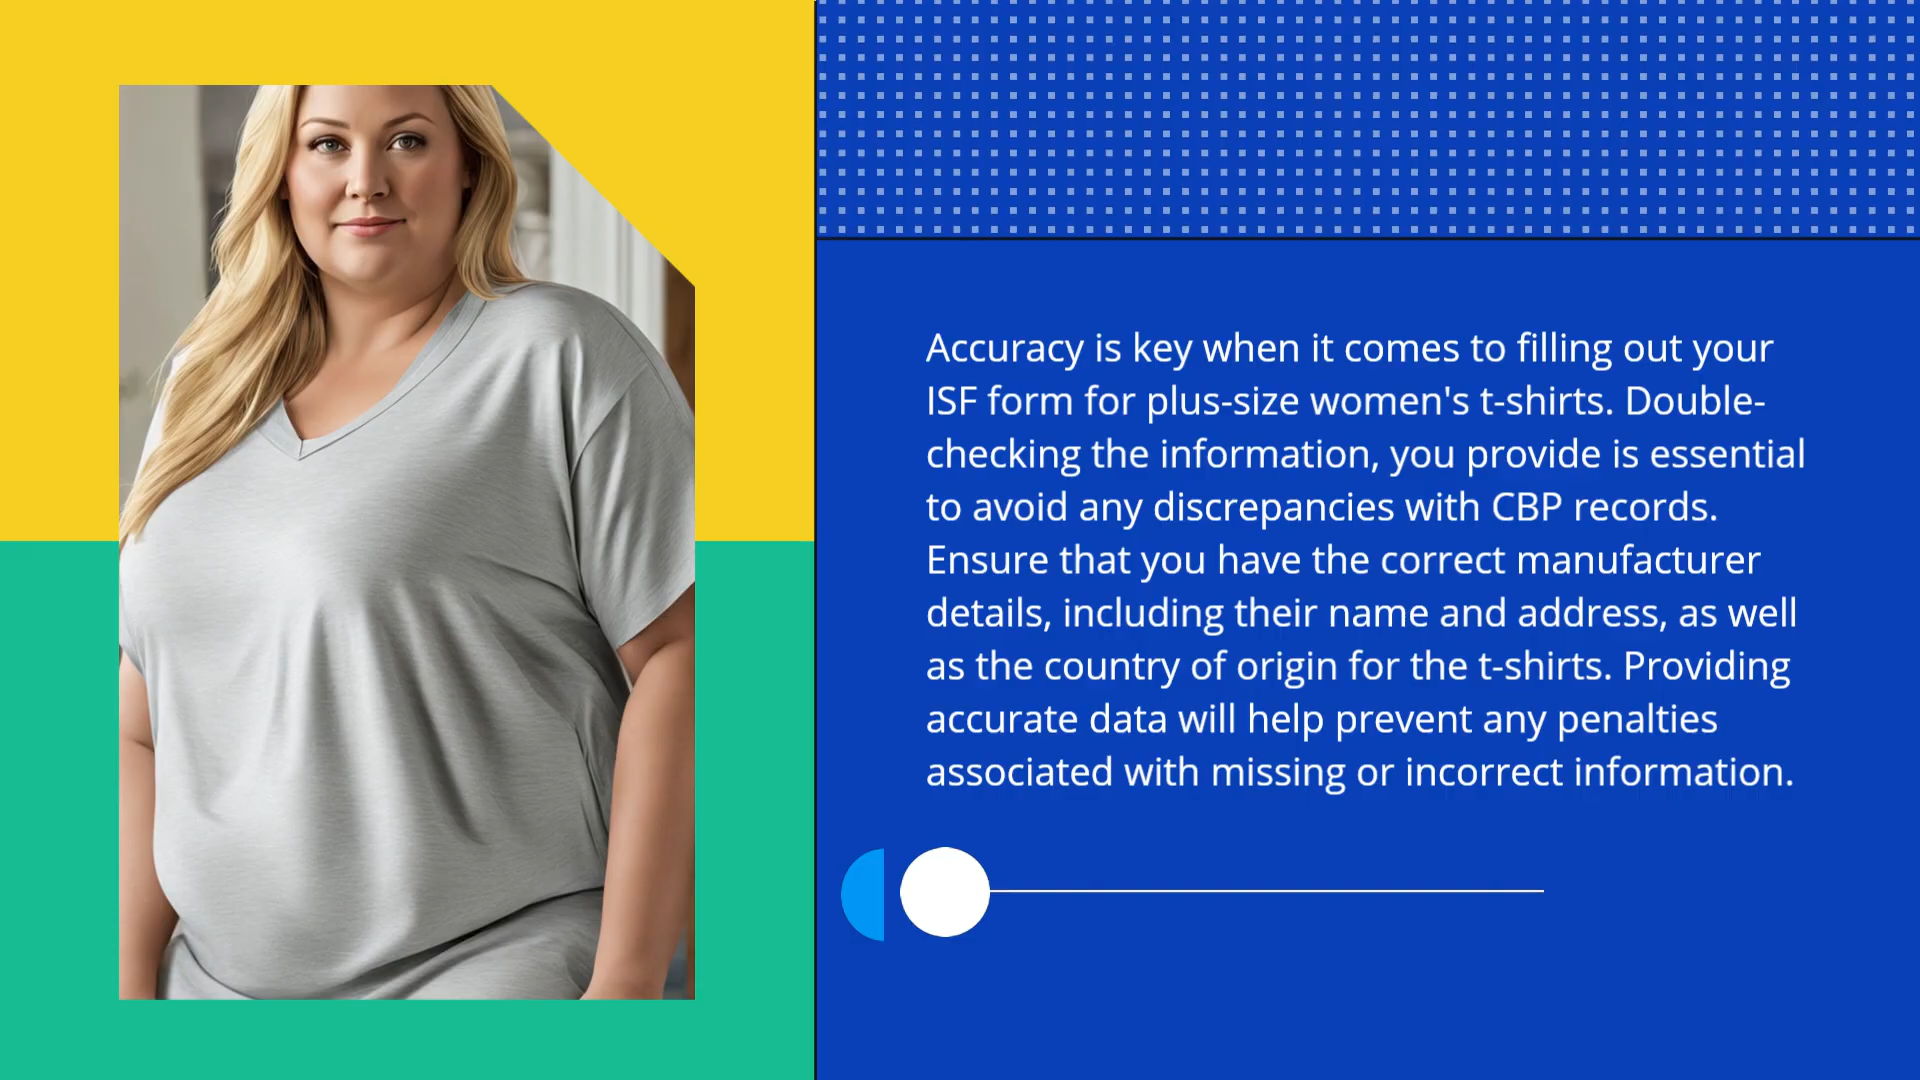 Accuracy is key when it comes to filling out your
ISF form for plus-size women's t-shirts. Double-
checking the information, you provide is essential
to avoid any discrepancies with CBP records.
Ensure that you have the correct manufacturer
details, including their name and address, as well
as the country of origin for the t-shirts. Providing
accurate data will help prevent any penalties
associated with missing or incorrect information.